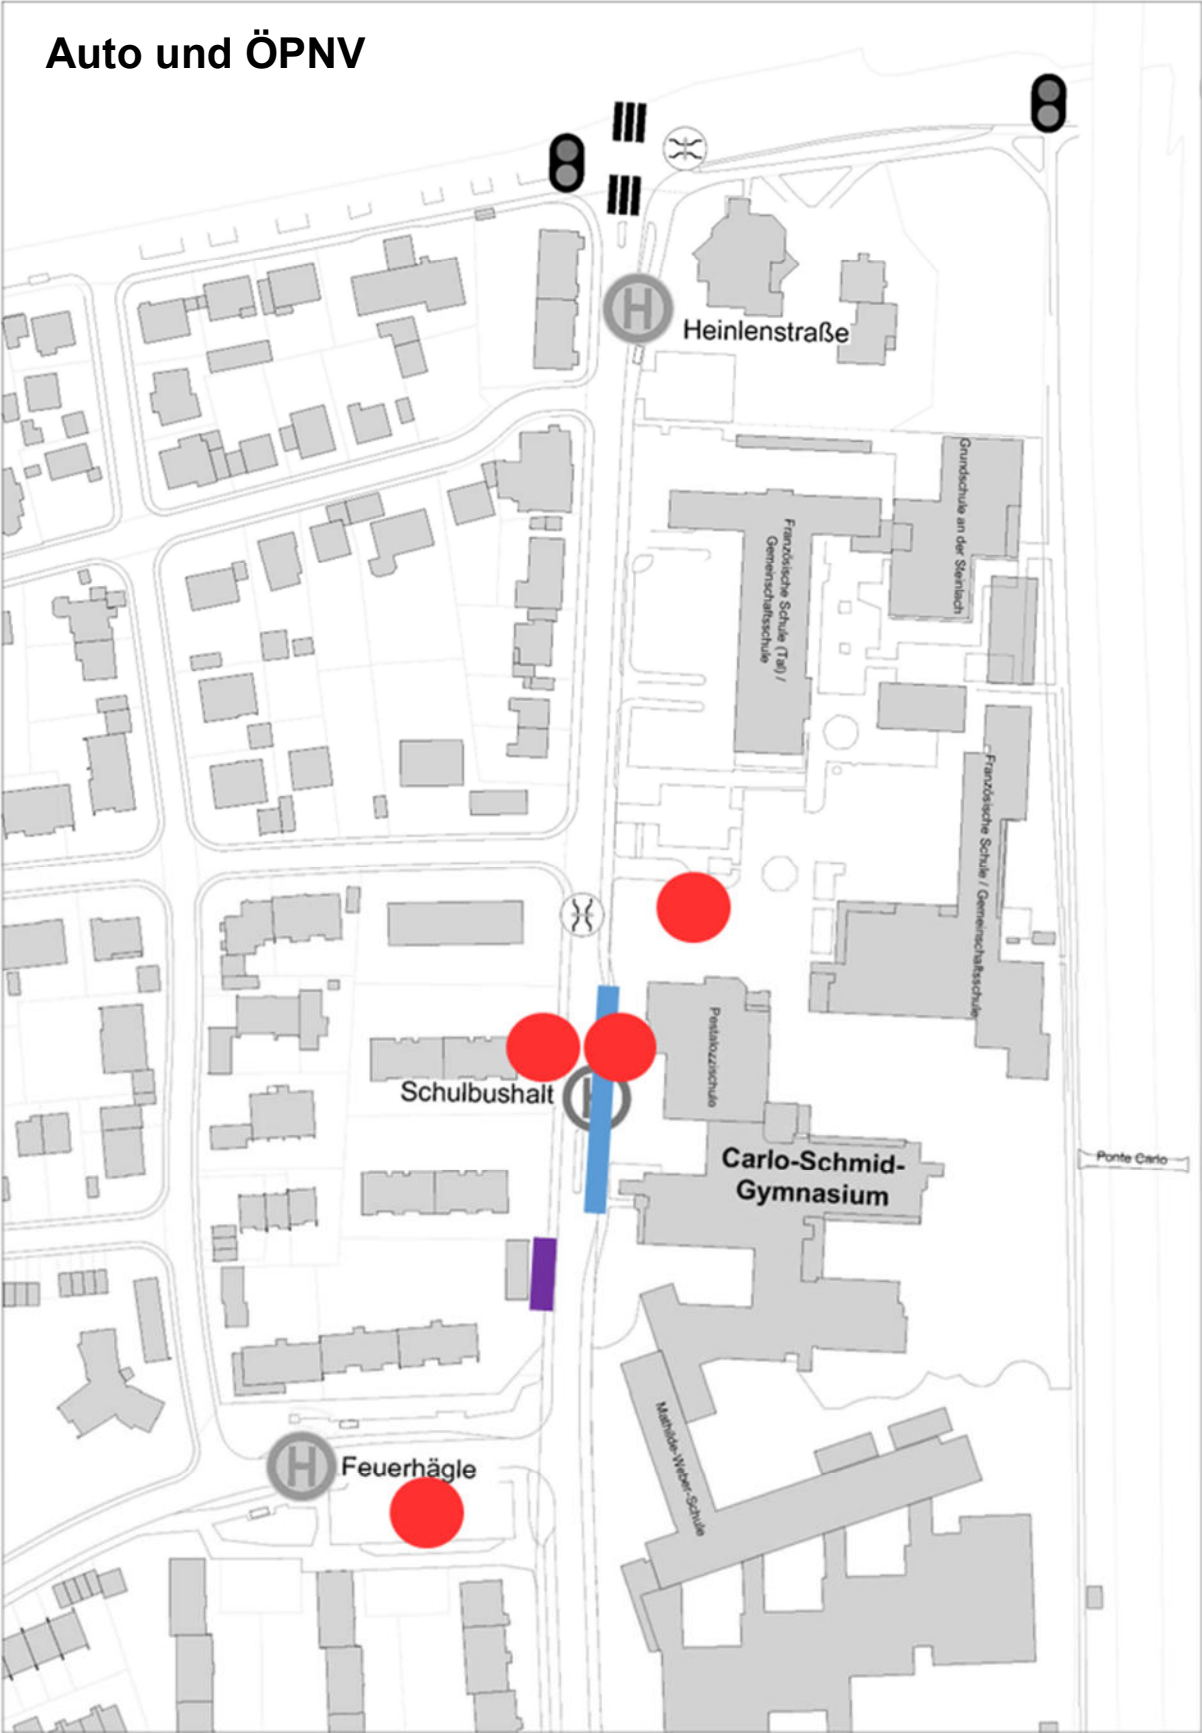 Auto und ÖPNV
H
Heinlenstraße
Grundschule an der Steinlach
Französische Schule (Tal) /
Gemeinschaftsschule
Französische Schule / Gemeinschaftsschule
Pestalozzischule
Schulbushalt
Carlo-Schmid-
Gymnasium
Ponte Carlo
Mathilde-Weber-Schule
H
Feuerhägle